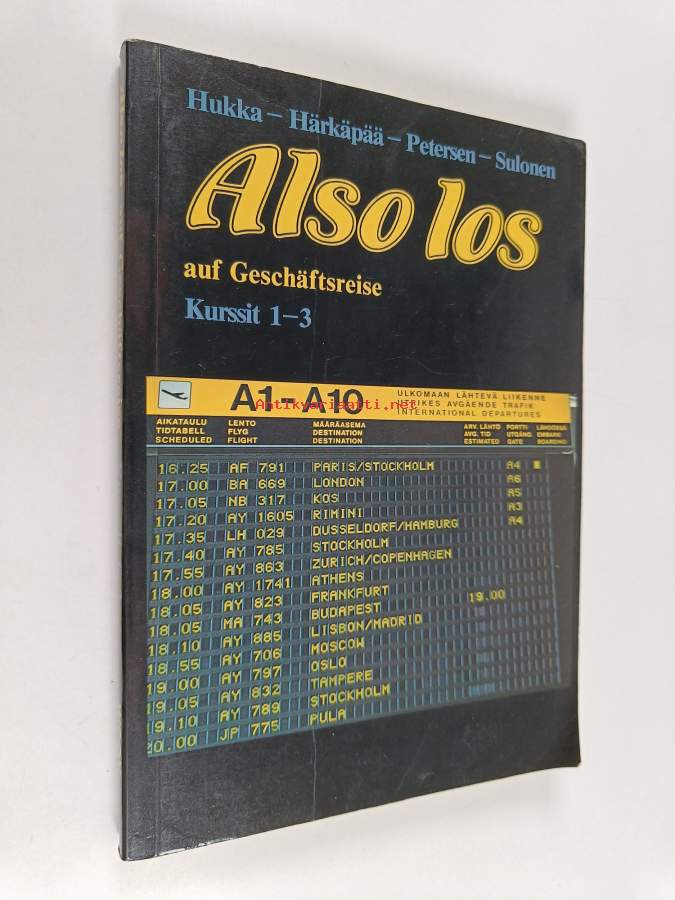 Hukka – Härkäpää – Petersen – Sulonen
Also los
auf Geschäftsreise
Kurssit 1–3
A1-A10
ULKOMAAN LÄHTEVÄ LIIKENNE
UTRIKES AVGÅENDE TRAFIK
INTERNATIONAL DEPARTURES
Antikvariaatti.net
AIKATAULU LENTO MÄÄRÄASEMA ARV. LÄHTÖ PORTTI LÄHDÖSSÄ
TIDTABELL FLYG DESTINATION AVG. TID UTGÅNG EMBARK.
SCHEDULED FLIGHT DESTINATION ESTIMATED GATE BOARDING
16.25 AF 791 PARIS/STOCKHOLM A4
17.00 BA 669 LONDON A6
17.05 NB 317 KOS A5
17.20 AY 1605 RIMINI A3
17.35 LH 029 DUSSELDORF/HAMBURG A4
17.40 AY 785 STOCKHOLM
17.55 AY 863 ZURICH/COPENHAGEN
18.00 AY 1741 ATHENS
18.05 AY 823 FRANKFURT 19.00
18.05 MA 743 BUDAPEST
18.10 AY 885 LISBON/MADRID
18.55 AY 706 MOSCOW
19.00 AY 797 OSLO
19.05 AY 832 TAMPERE
19.10 AY 789 STOCKHOLM
20.00 JP 775 PULA